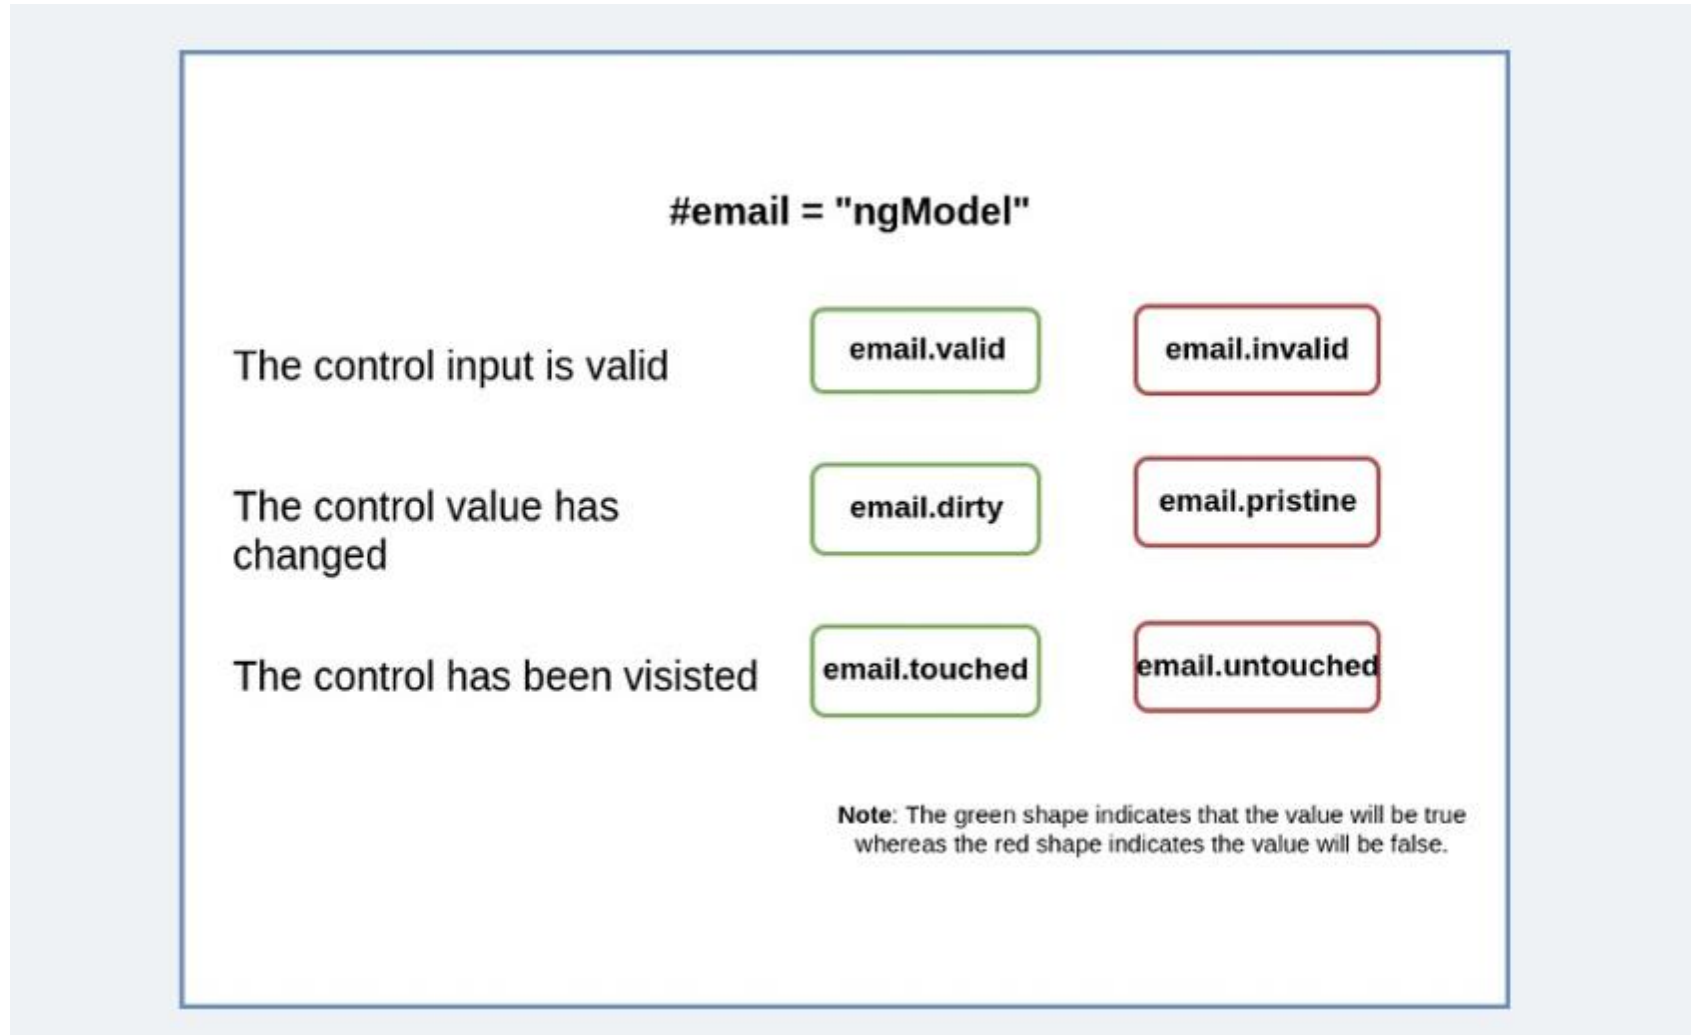 #email = "ngModel"
The control input is valid
email.valid
email.invalid
The control value has
changed
email.dirty
email.pristine
The control has been visisted
email.touched
email.untouched
Note: The green shape indicates that the value will be true
whereas the red shape indicates the value will be false.